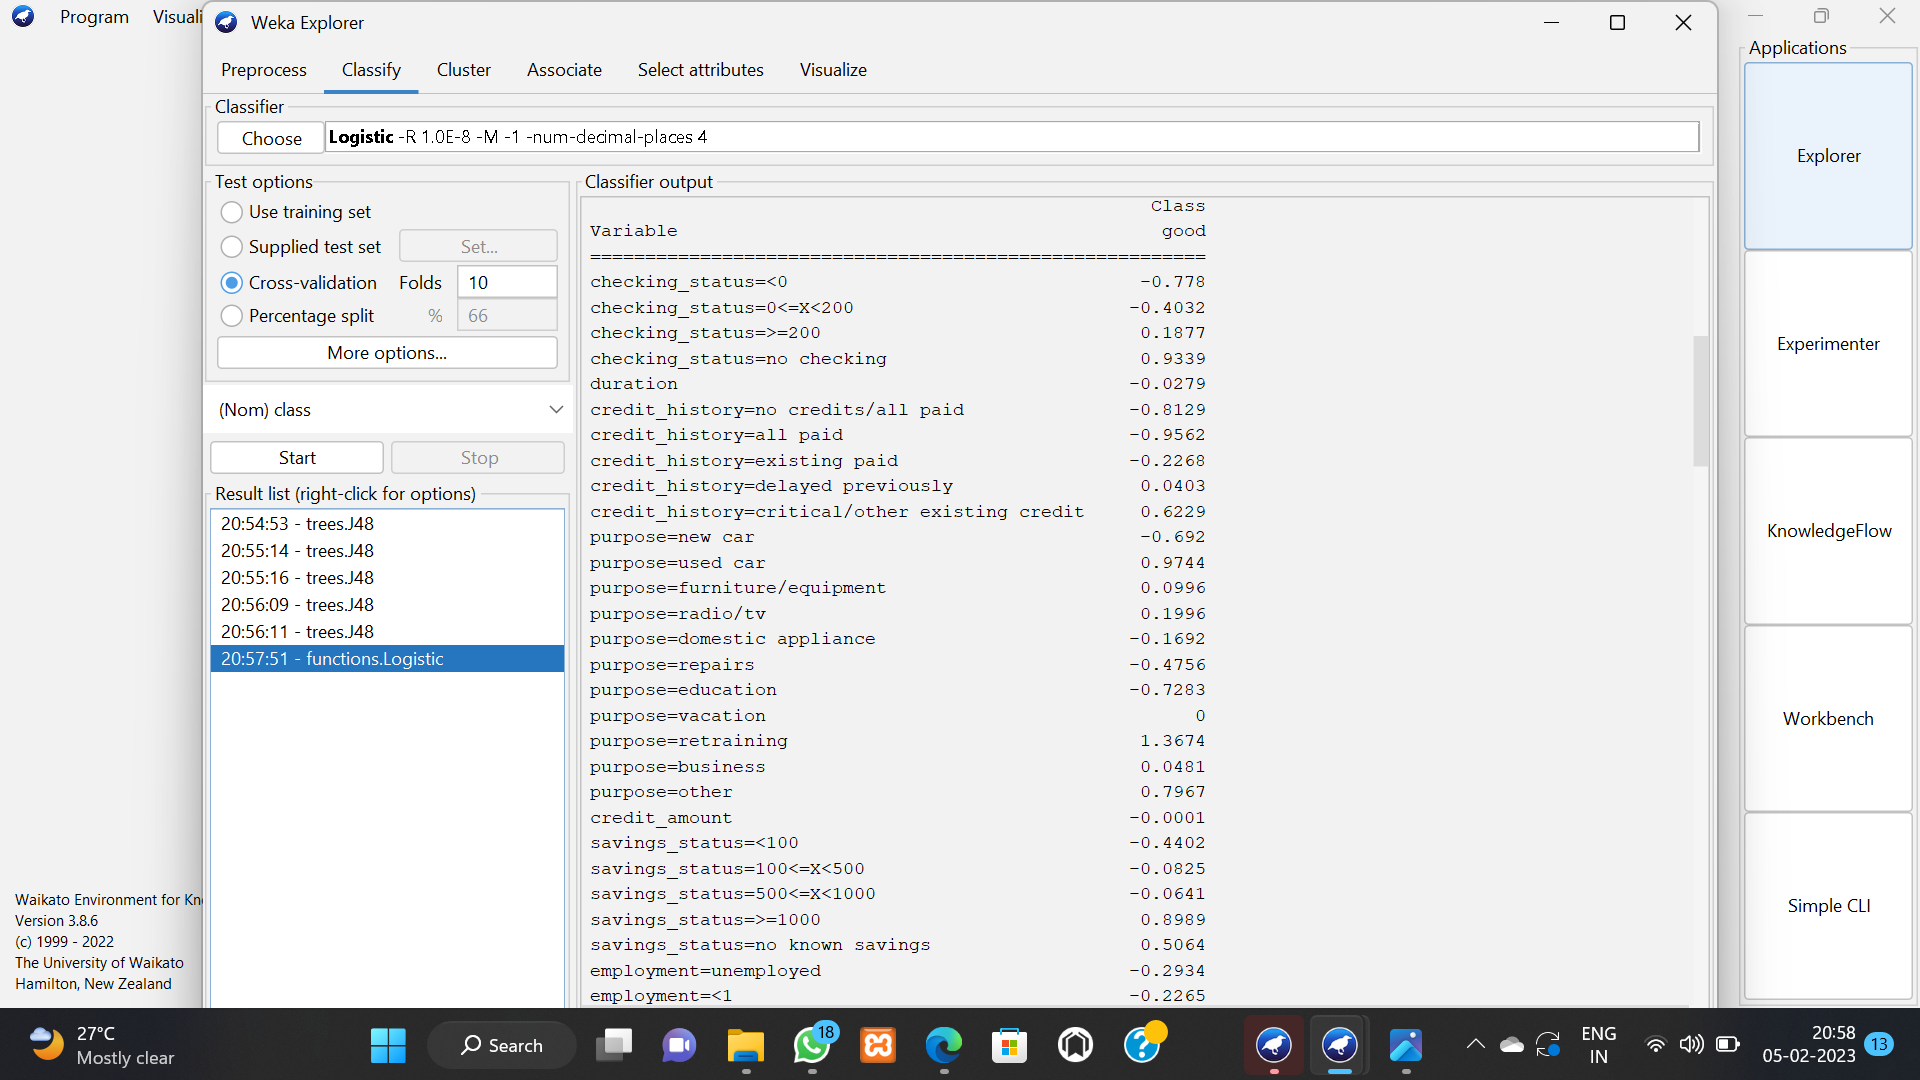 Program Visuali
Weka Explorer
Applications
Preprocess Classify Cluster Associate Select attributes Visualize
Classifier
Choose Logistic -R 1.0E-8 -M -1 -num-decimal-places 4
Test options
Use training set
Supplied test set Set...
Cross-validation Folds 10
Percentage split % 66
More options...
(Nom) class
Start Stop
Result list (right-click for options)
20:54:53 - trees.J48
20:55:14 - trees.J48
20:55:16 - trees.J48
20:56:09 - trees.J48
20:56:11 - trees.J48
20:57:51 - functions.Logistic
Classifier output
Class
Variable good
========================================================
checking_status=<0 -0.778
checking_status=0<=X<200 -0.4032
checking_status=>=200 0.1877
checking_status=no checking 0.9339
duration -0.0279
credit_history=no credits/all paid -0.8129
credit_history=all paid -0.9562
credit_history=existing paid -0.2268
credit_history=delayed previously 0.0403
credit_history=critical/other existing credit 0.6229
purpose=new car -0.692
purpose=used car 0.9744
purpose=furniture/equipment 0.0996
purpose=radio/tv 0.1996
purpose=domestic appliance -0.1692
purpose=repairs -0.4756
purpose=education -0.7283
purpose=vacation 0
purpose=retraining 1.3674
purpose=business 0.0481
purpose=other 0.7967
credit_amount -0.0001
savings_status=<100 -0.4402
savings_status=100<=X<500 -0.0825
savings_status=500<=X<1000 -0.0641
savings_status=>=1000 0.8989
savings_status=no known savings 0.5064
employment=unemployed -0.2934
employment=<1 -0.2265
Explorer
Experimenter
KnowledgeFlow
Workbench
Simple CLI
Waikato Environment for Kn
Version 3.8.6
(c) 1999 - 2022
The University of Waikato
Hamilton, New Zealand
27°C
Mostly clear
Search
18
ENG
IN
20:58
05-02-2023
13